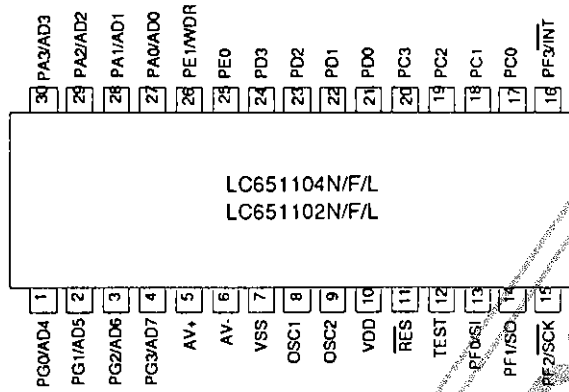 PA3/AD3
PA2/AD2
PA1/AD1
PA0/AD0
PE1/WDR
PE0
PD3
PD2
PD1
PD0
PC3
PC2
PC1
PC0
PF3/INT
30
29
28
27
26
25
24
23
22
21
20
19
18
17
16
LC651104N/F/L
LC651102N/F/L
1
2
3
4
5
6
7
8
9
10
11
12
13
14
15
PG0/AD4
PG1/AD5
PG2/AD6
PG3/AD7
AV+
AV-
VSS
OSC1
OSC2
VDD
RES
TEST
PF0/SI
PF1/SO
PF2/SCK